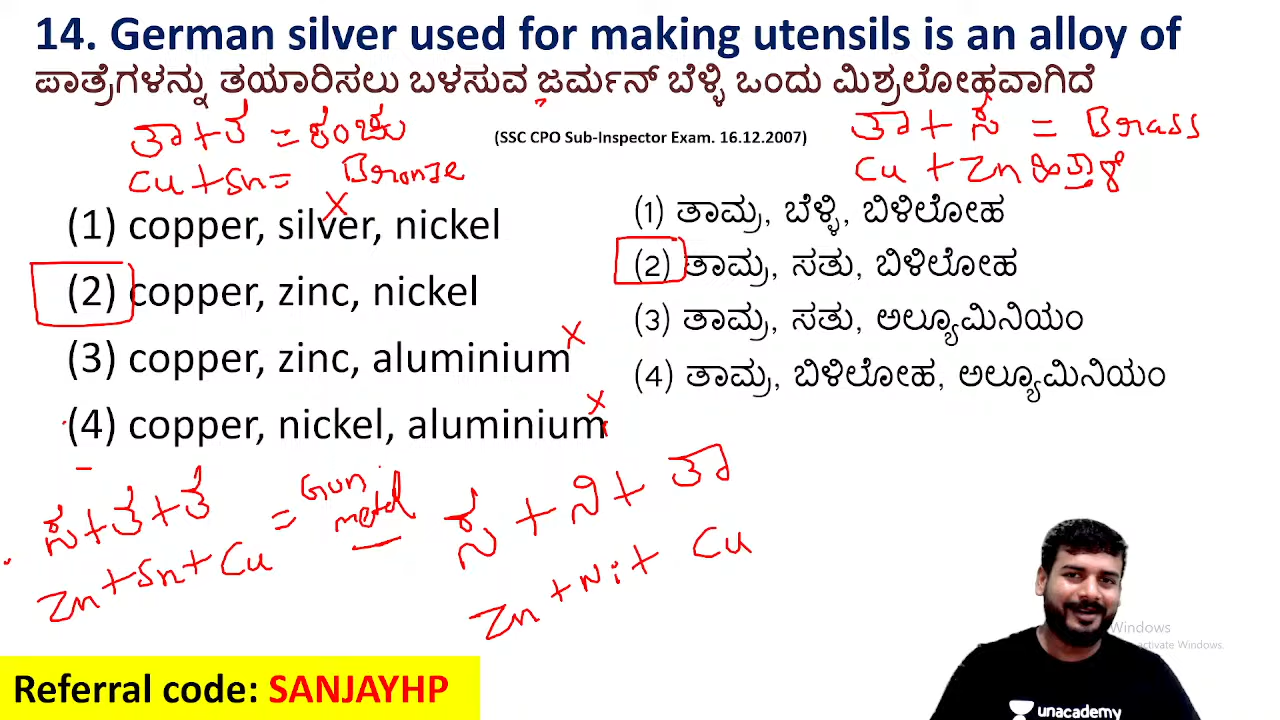 14. German silver used for making utensils is an alloy of
ಪಾತ್ರೆಗಳನ್ನು ತಯಾರಿಸಲು ಬಳಸುವ ಜರ್ಮನ್ ಬೆಳ್ಳಿ ಒಂದು ಮಿಶ್ರಲೋಹವಾಗಿದೆ
(SSC CPO Sub-Inspector Exam. 16.12.2007)
ತಾ + ತ = ಕಂಚು
Cu + Sn = Bronze
ತಾ + ಸ = Brass
Cu + Zn ಹಿತ್ತಾಳೆ
(1) copper, silver, nickel
(2) copper, zinc, nickel
(3) copper, zinc, aluminium
(4) copper, nickel, aluminium
(1) ತಾಮ್ರ, ಬೆಳ್ಳಿ, ಬಿಳಿಲೋಹ
(2) ತಾಮ್ರ, ಸತು, ಬಿಳಿಲೋಹ
(3) ತಾಮ್ರ, ಸತು, ಅಲ್ಯೂಮಿನಿಯಂ
(4) ತಾಮ್ರ, ಬಿಳಿಲೋಹ, ಅಲ್ಯೂಮಿನಿಯಂ
ಸ + ತ + ತ = Gun metal
Zn + Sn + Cu
ಸ + ನಿ + ತಾ
Zn + Ni + Cu
Windows
activate Windows.
Referral code: SANJAYHP
unacademy